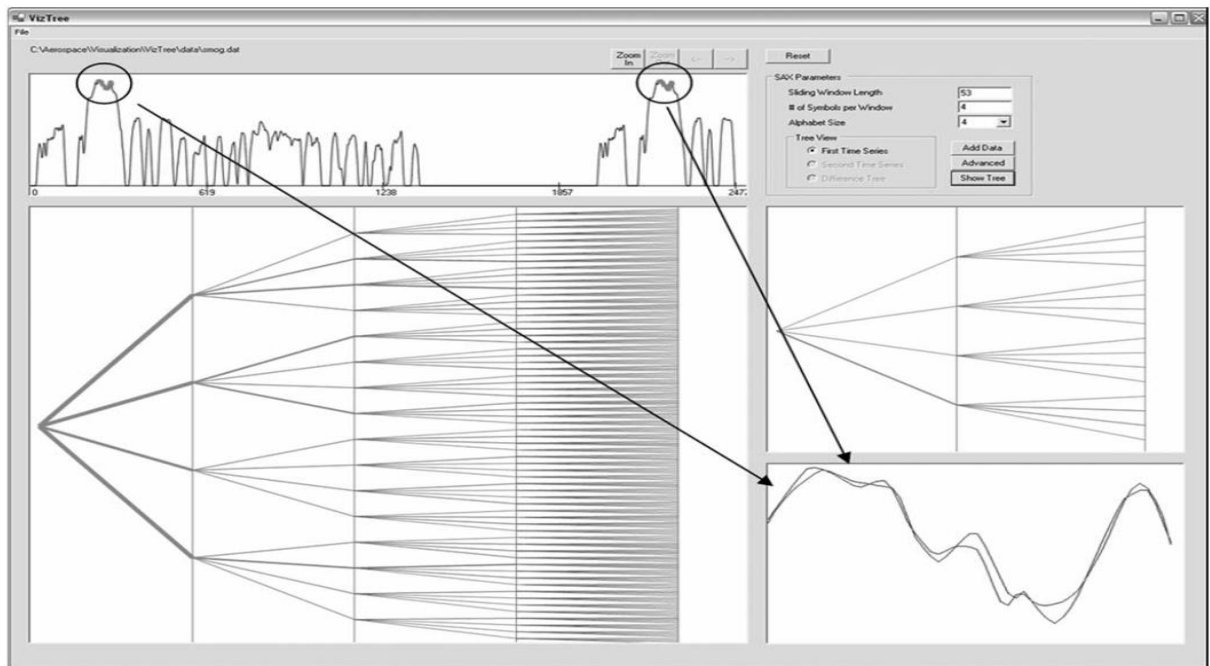 VizTree
File
C:\Aerospace\Visualization\VizTree\data\smog.dat
Zoom In
Zoom
<--
-->
Reset
SAX Parameters
Sliding Window Length 53
# of Symbols per Window 4
Alphabet Size 4
Tree View
First Time Series
Second Time Series
Difference Tree
Add Data
Advanced
Show Tree
0 619 1238 1857